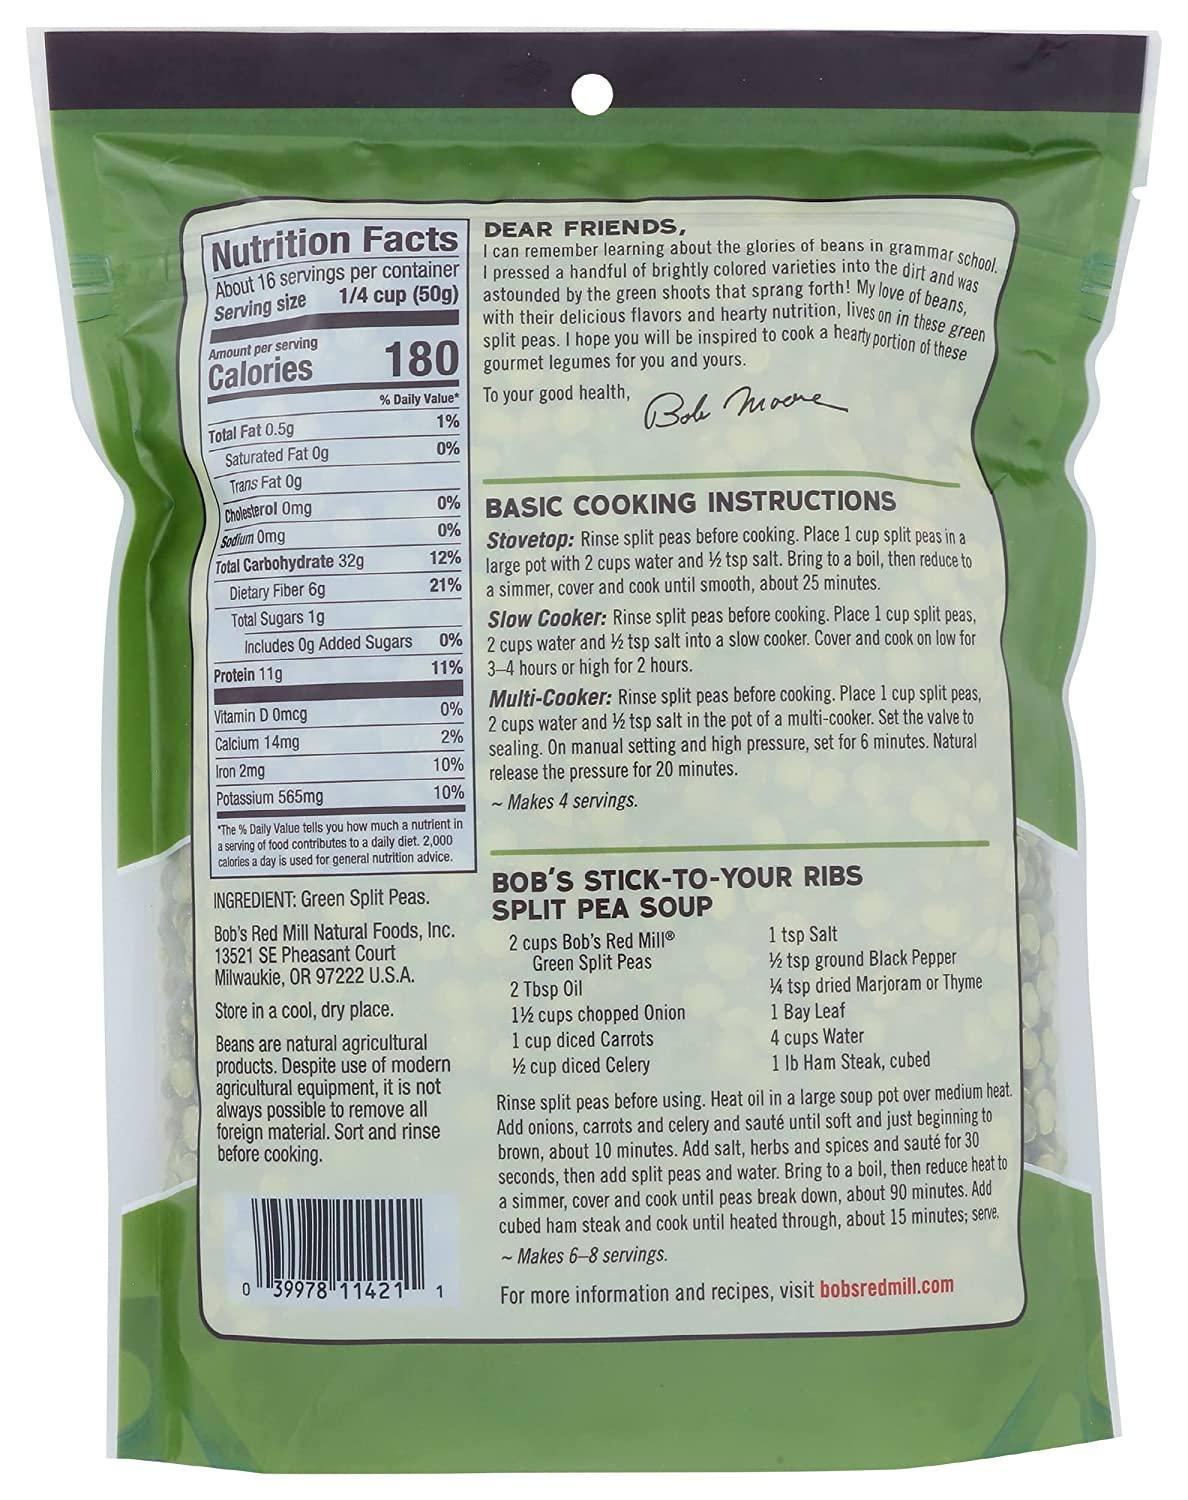 Nutrition Facts
About 16 servings per container
Serving size 1/4 cup (50g)
Amount per serving
Calories 180
% Daily Value*
Total Fat 0.5g 1%
Saturated Fat 0g 0%
Trans Fat 0g
Cholesterol 0mg 0%
Sodium 0mg 0%
Total Carbohydrate 32g 12%
Dietary Fiber 6g 21%
Total Sugars 1g
Includes 0g Added Sugars 0%
Protein 11g 11%
Vitamin D 0mcg 0%
Calcium 14mg 2%
Iron 2mg 10%
Potassium 565mg 10%
*The % Daily Value tells you how much a nutrient in
a serving of food contributes to a daily diet. 2,000
calories a day is used for general nutrition advice.
INGREDIENT: Green Split Peas.
Bob's Red Mill Natural Foods, Inc.
13521 SE Pheasant Court
Milwaukie, OR 97222 U.S.A.
Store in a cool, dry place.
Beans are natural agricultural
products. Despite use of modern
agricultural equipment, it is not
always possible to remove all
foreign material. Sort and rinse
before cooking.
0 39978 11421 1
DEAR FRIENDS,
I can remember learning about the glories of beans in grammar school.
I pressed a handful of brightly colored varieties into the dirt and was
astounded by the green shoots that sprang forth! My love of beans,
with their delicious flavors and hearty nutrition, lives on in these green
split peas. I hope you will be inspired to cook a hearty portion of these
gourmet legumes for you and yours.
To your good health,
Bob Moore
BASIC COOKING INSTRUCTIONS
Stovetop: Rinse split peas before cooking. Place 1 cup split peas in a
large pot with 2 cups water and ½ tsp salt. Bring to a boil, then reduce to
a simmer, cover and cook until smooth, about 25 minutes.
Slow Cooker: Rinse split peas before cooking. Place 1 cup split peas,
2 cups water and ½ tsp salt into a slow cooker. Cover and cook on low for
3–4 hours or high for 2 hours.
Multi-Cooker: Rinse split peas before cooking. Place 1 cup split peas,
2 cups water and ½ tsp salt in the pot of a multi-cooker. Set the valve to
sealing. On manual setting and high pressure, set for 6 minutes. Natural
release the pressure for 20 minutes.
~ Makes 4 servings.
BOB'S STICK-TO-YOUR RIBS
SPLIT PEA SOUP
2 cups Bob's Red Mill®
Green Split Peas
2 Tbsp Oil
1½ cups chopped Onion
1 cup diced Carrots
½ cup diced Celery
1 tsp Salt
½ tsp ground Black Pepper
¼ tsp dried Marjoram or Thyme
1 Bay Leaf
4 cups Water
1 lb Ham Steak, cubed
Rinse split peas before using. Heat oil in a large soup pot over medium heat.
Add onions, carrots and celery and sauté until soft and just beginning to
brown, about 10 minutes. Add salt, herbs and spices and sauté for 30
seconds, then add split peas and water. Bring to a boil, then reduce heat to
a simmer, cover and cook until peas break down, about 90 minutes. Add
cubed ham steak and cook until heated through, about 15 minutes; serve.
~ Makes 6–8 servings.
For more information and recipes, visit bobsredmill.com